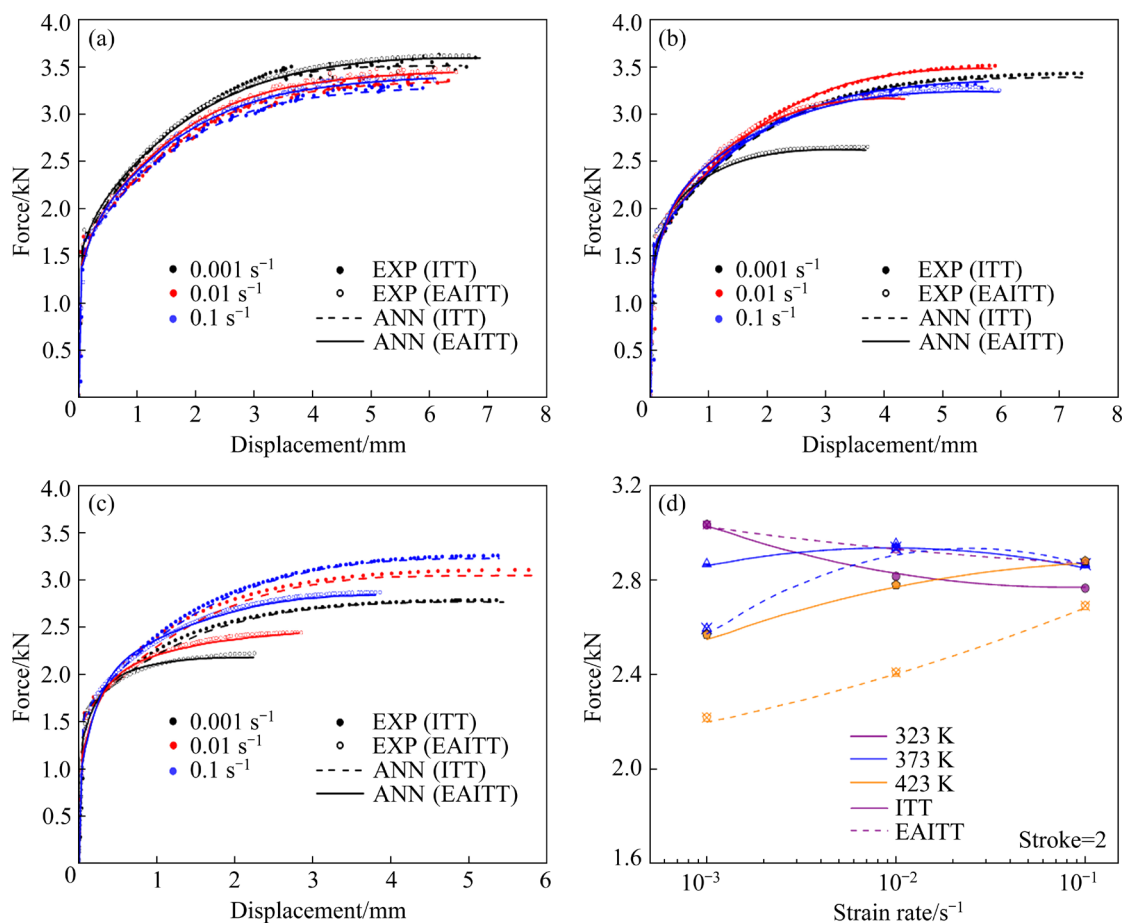 (a)
4.0
3.5
3.0
2.5
2.0
1.5
1.0
0.5
0
1 2 3 4 5 6 7 8
Force/kN
Displacement/mm
0.001 s⁻¹
0.01 s⁻¹
0.1 s⁻¹
EXP (ITT)
EXP (EAITT)
ANN (ITT)
ANN (EAITT)
(b)
4.0
3.5
3.0
2.5
2.0
1.5
1.0
0.5
0
1 2 3 4 5 6 7 8
Force/kN
Displacement/mm
0.001 s⁻¹
0.01 s⁻¹
0.1 s⁻¹
EXP (ITT)
EXP (EAITT)
ANN (ITT)
ANN (EAITT)
(c)
4.0
3.5
3.0
2.5
2.0
1.5
1.0
0.5
0
1 2 3 4 5 6
Force/kN
Displacement/mm
0.001 s⁻¹
0.01 s⁻¹
0.1 s⁻¹
EXP (ITT)
EXP (EAITT)
ANN (ITT)
ANN (EAITT)
(d)
3.2
2.8
2.4
2.0
1.6
10⁻³ 10⁻² 10⁻¹
Force/kN
Strain rate/s⁻¹
323 K
373 K
423 K
ITT
EAITT
Stroke=2